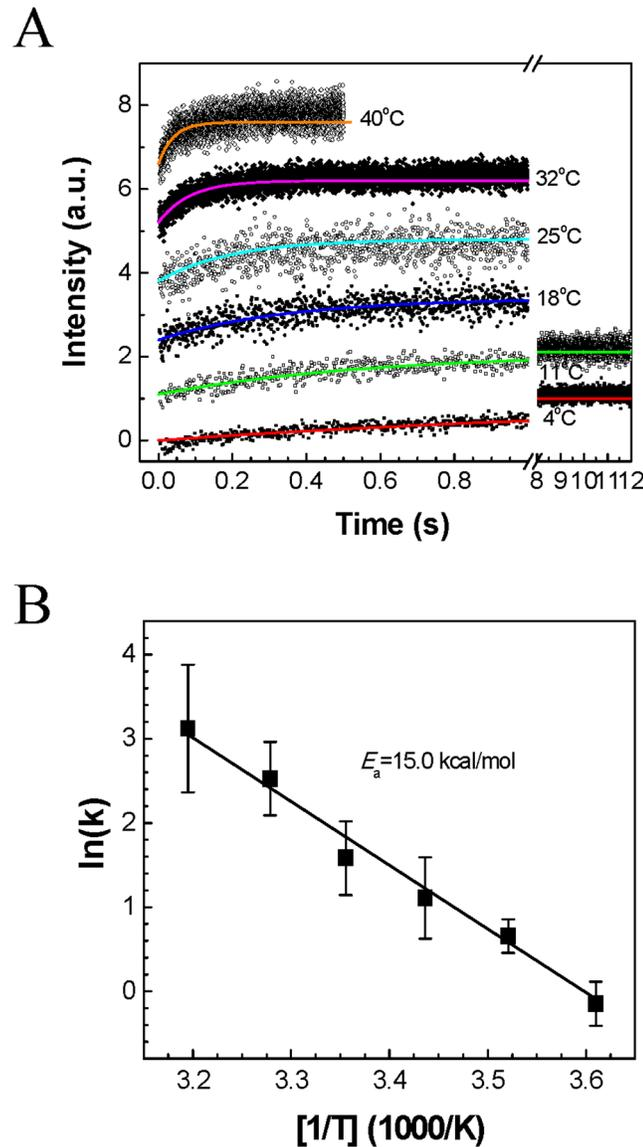 A
Intensity (a.u.)
8
6
4
2
0
40°C
32°C
25°C
18°C
11°C
4°C
0.0 0.2 0.4 0.6 0.8 8 9 10 11 12
Time (s)
B
ln(k)
4
3
2
1
0
Ea=15.0 kcal/mol
3.2 3.3 3.4 3.5 3.6
[1/T] (1000/K)